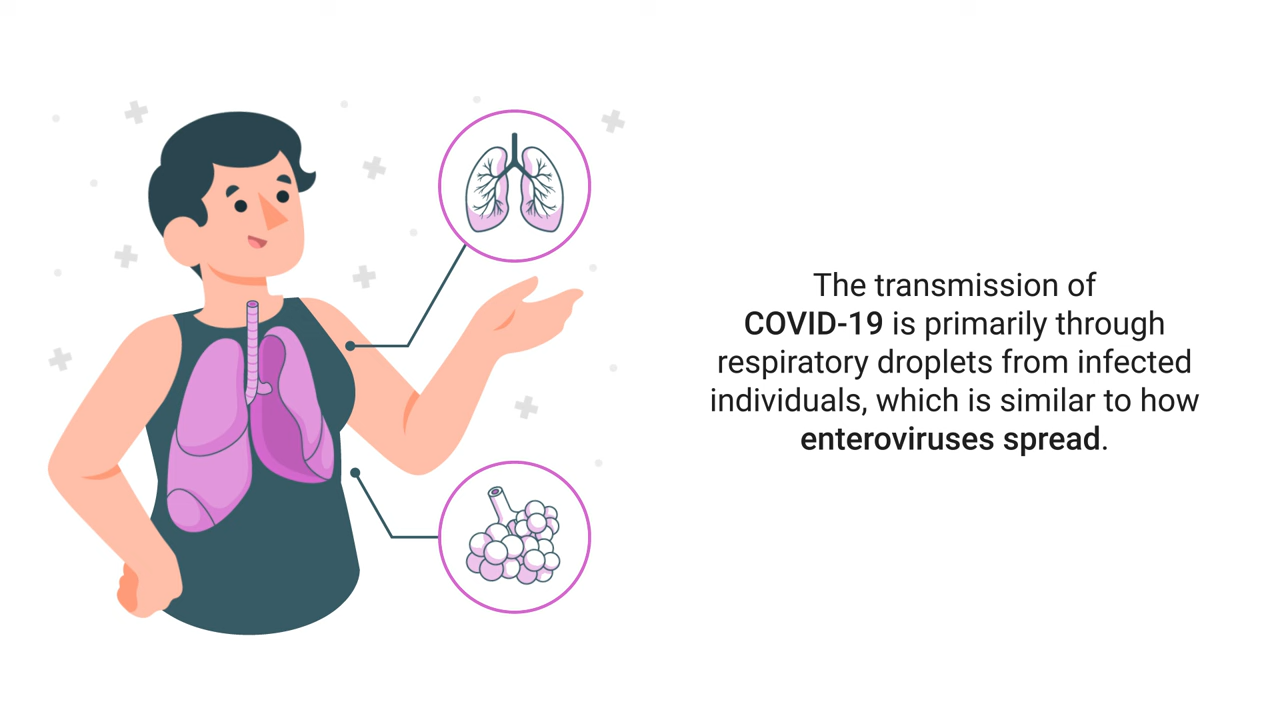 The transmission of
COVID-19 is primarily through
respiratory droplets from infected
individuals, which is similar to how
enteroviruses spread.